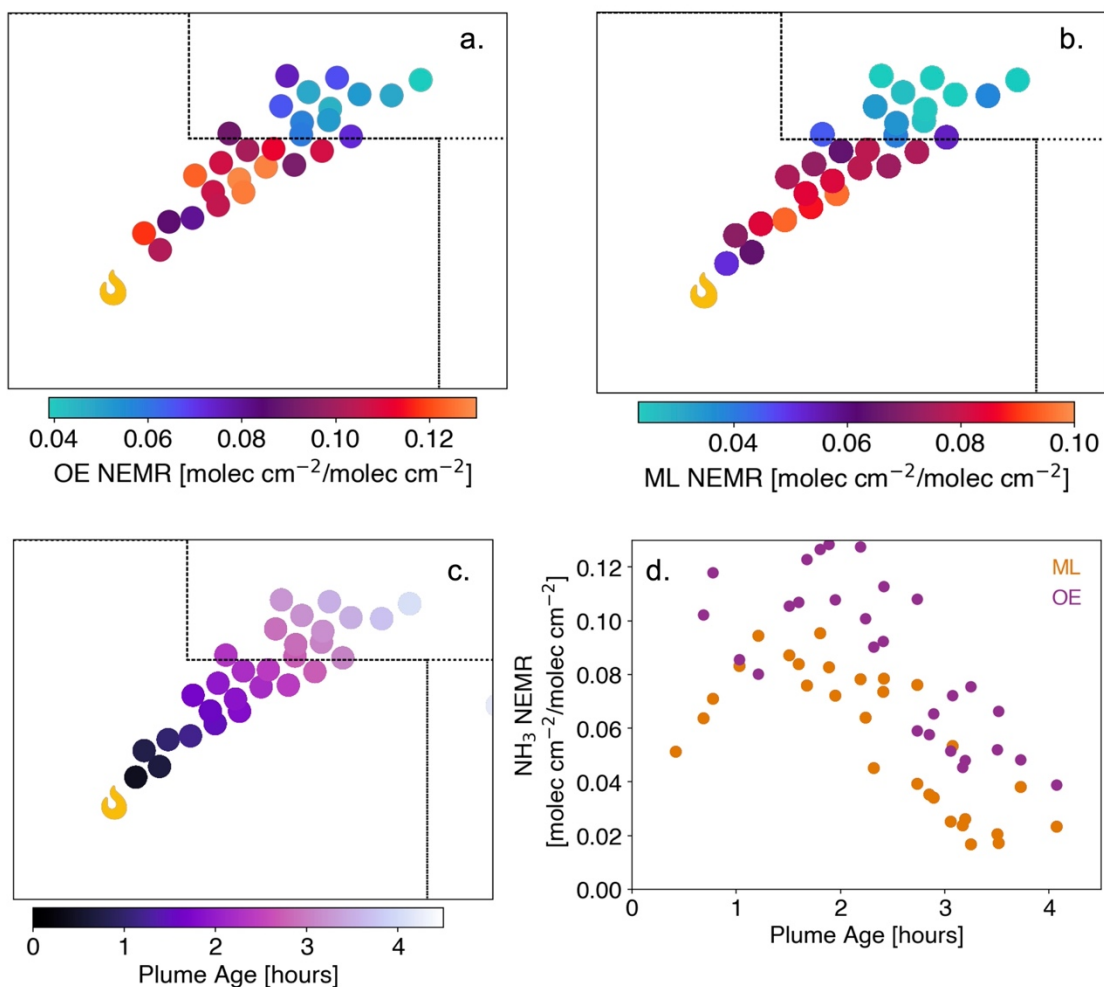 a.
b.
0.04 0.06 0.08 0.10 0.12
OE NEMR [molec cm⁻²/molec cm⁻²]
0.04 0.06 0.08 0.10
ML NEMR [molec cm⁻²/molec cm⁻²]
c.
0 1 2 3 4
Plume Age [hours]
d.
ML
OE
NH₃ NEMR
[molec cm⁻²/molec cm⁻²]
0.12
0.10
0.08
0.06
0.04
0.02
0.00
0 1 2 3 4
Plume Age [hours]